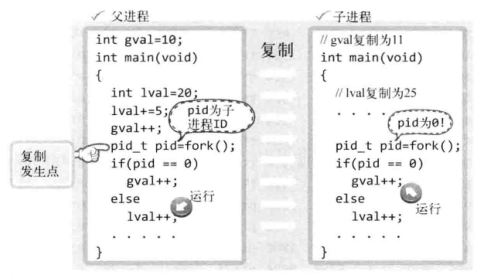 父进程
int gval=10;
int main(void)
{
int lval=20;
lval+=5;
gval++;
pid为子
进程ID
pid_t pid=fork();
if(pid == 0)
gval++;
else
lval++;
运行
. . . . .
}
复制
发生点
复制
子进程
// gval复制为11
int main(void)
{
// lval复制为25
. . . .
pid为0!
pid_t pid=fork();
if(pid == 0)
gval++;
else
lval++;
运行
. . . . .
}